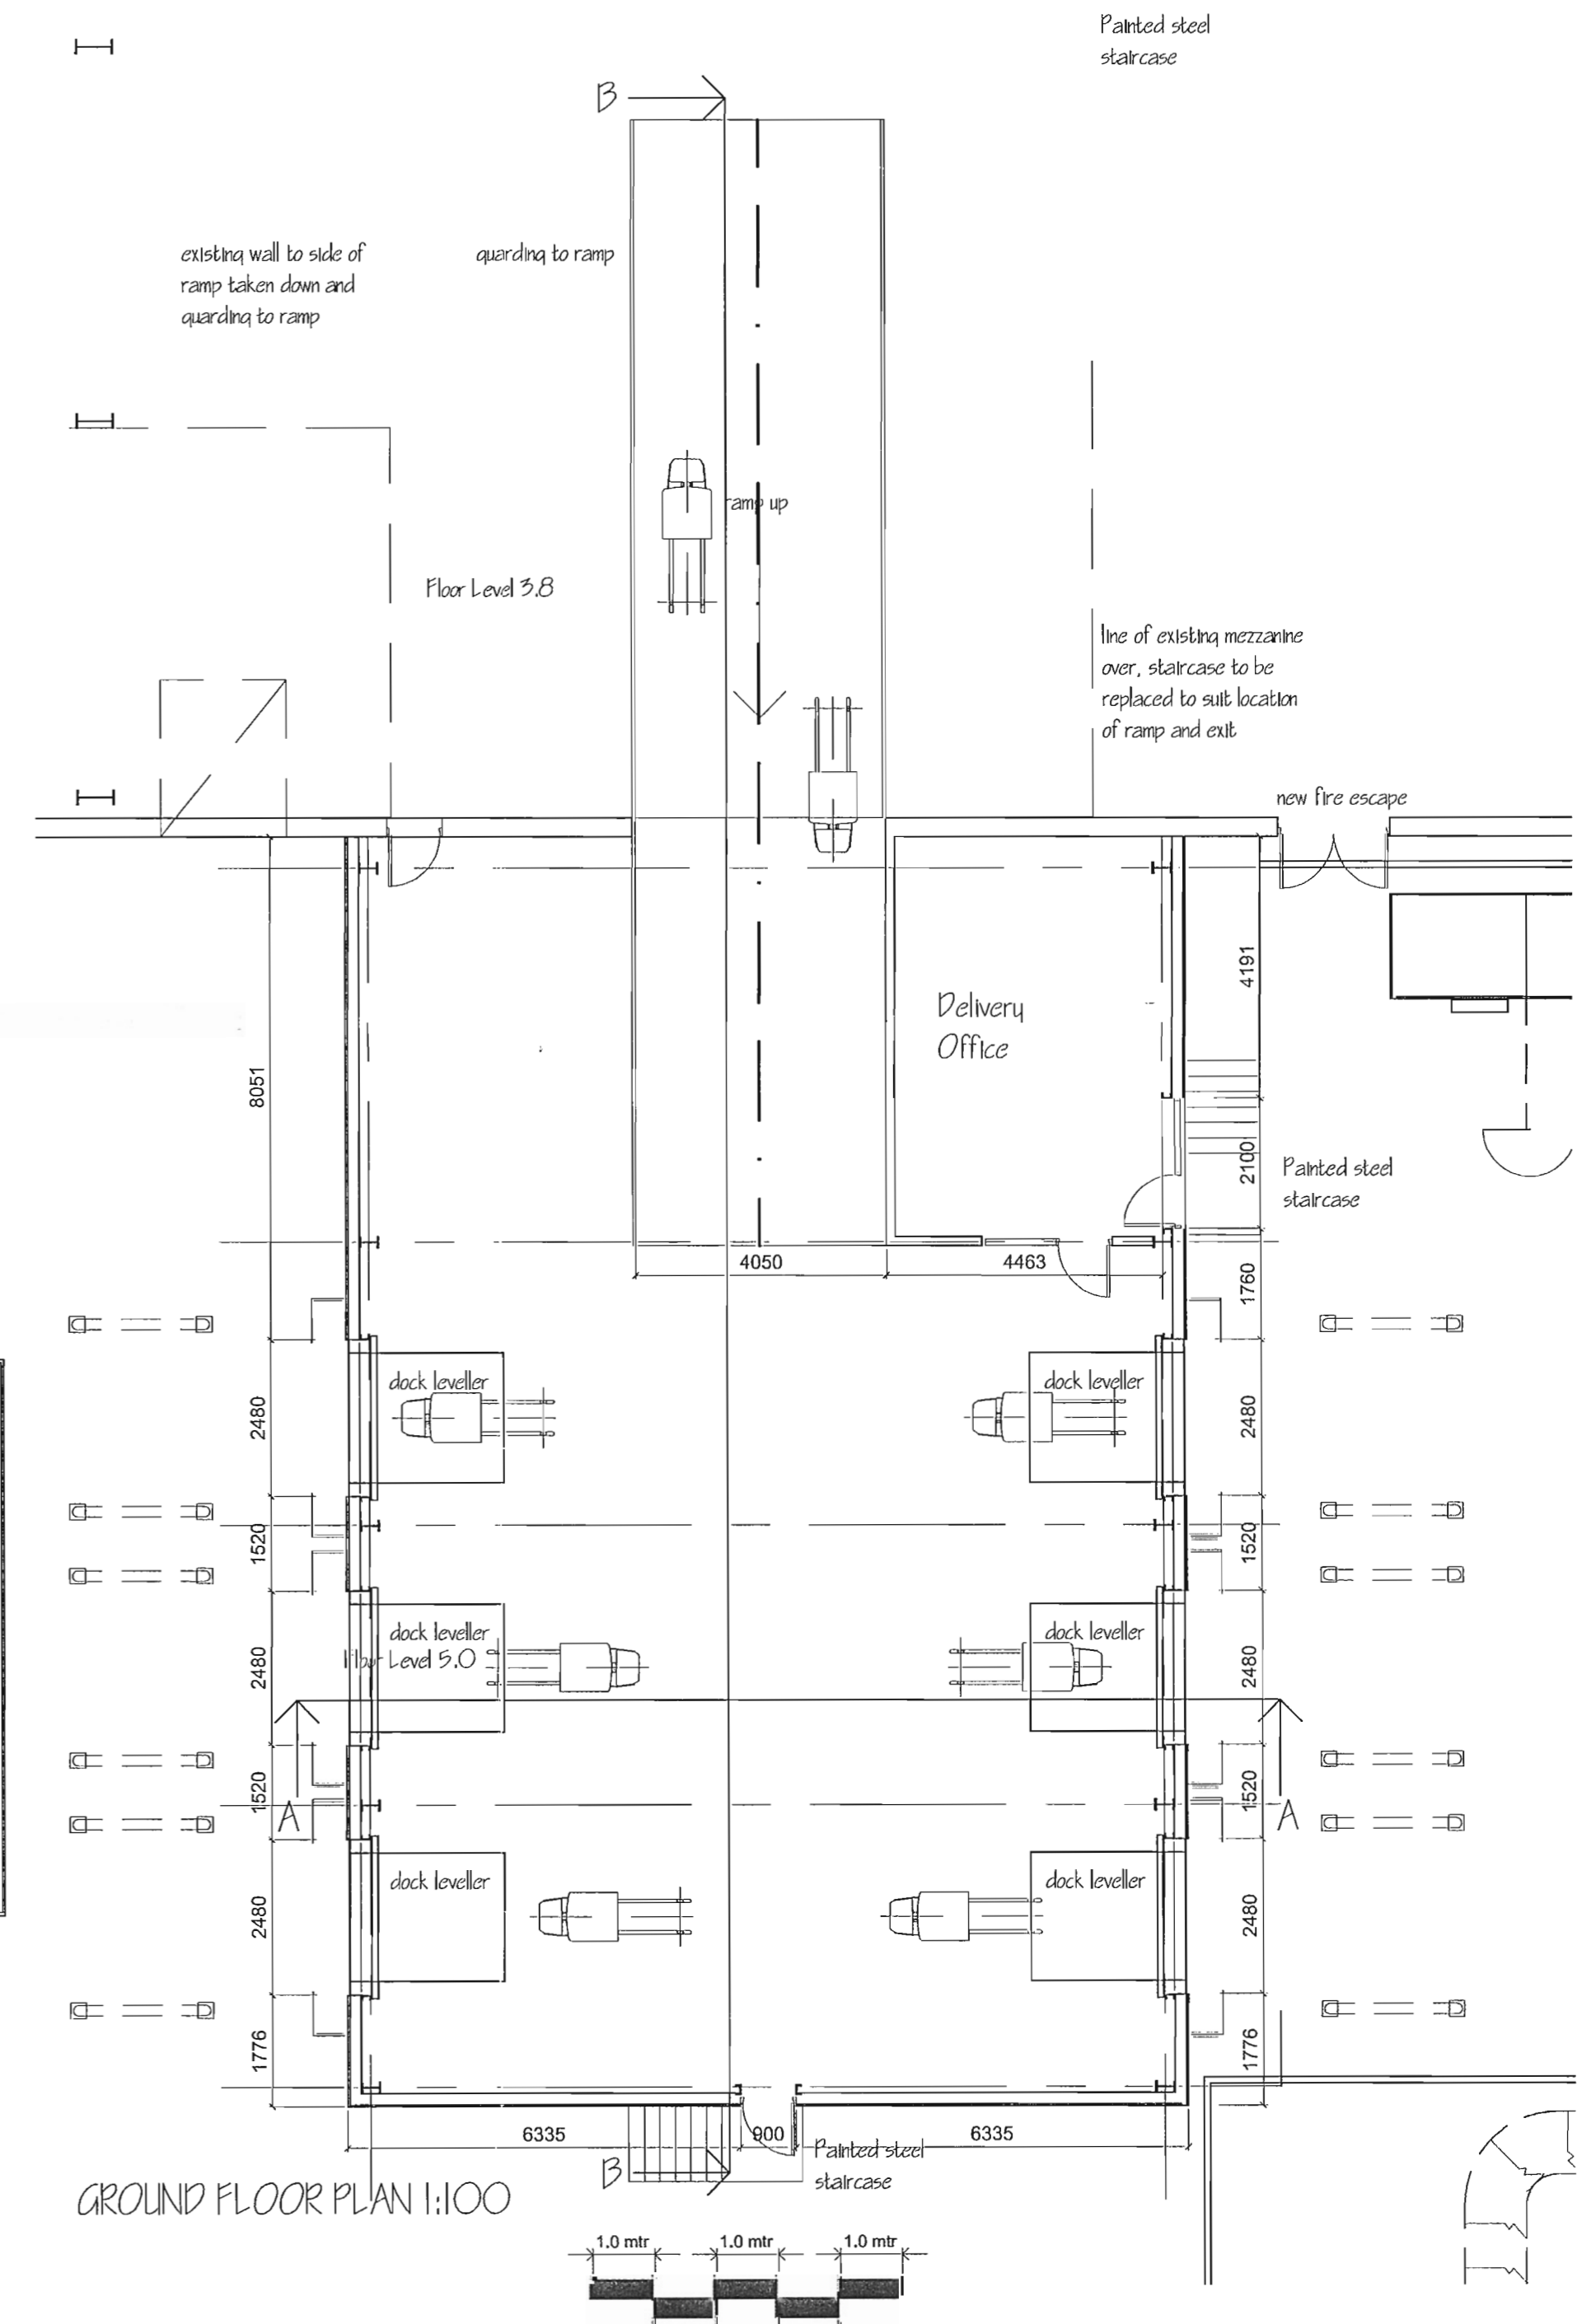 Painted steel
staircase
B
existing wall to side of
ramp taken down and
quarding to ramp
quarding to ramp
ramp up
Floor Level 3.8
line of existing mezzanine
over, staircase to be
replaced to suit location
of ramp and exit
new fire escape
4191
Delivery
Office
8051
2100
Painted steel
staircase
4050
4463
1760
dock leveller
dock leveller
2480
2480
1520
1520
dock leveller
dock leveller
Level 5.0
2480
2480
1520
1520
A
A
dock leveller
dock leveller
2480
2480
1776
1776
6335
900
6335
Painted steel
staircase
B
GROUND FLOOR PLAN 1:100
1.0 mtr
1.0 mtr
1.0 mtr